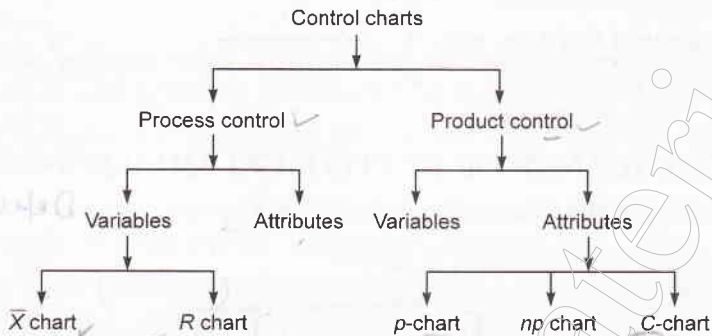 Control charts
Process control Product control
Variables Attributes Variables Attributes
X̅ chart R chart p-chart np chart C-chart